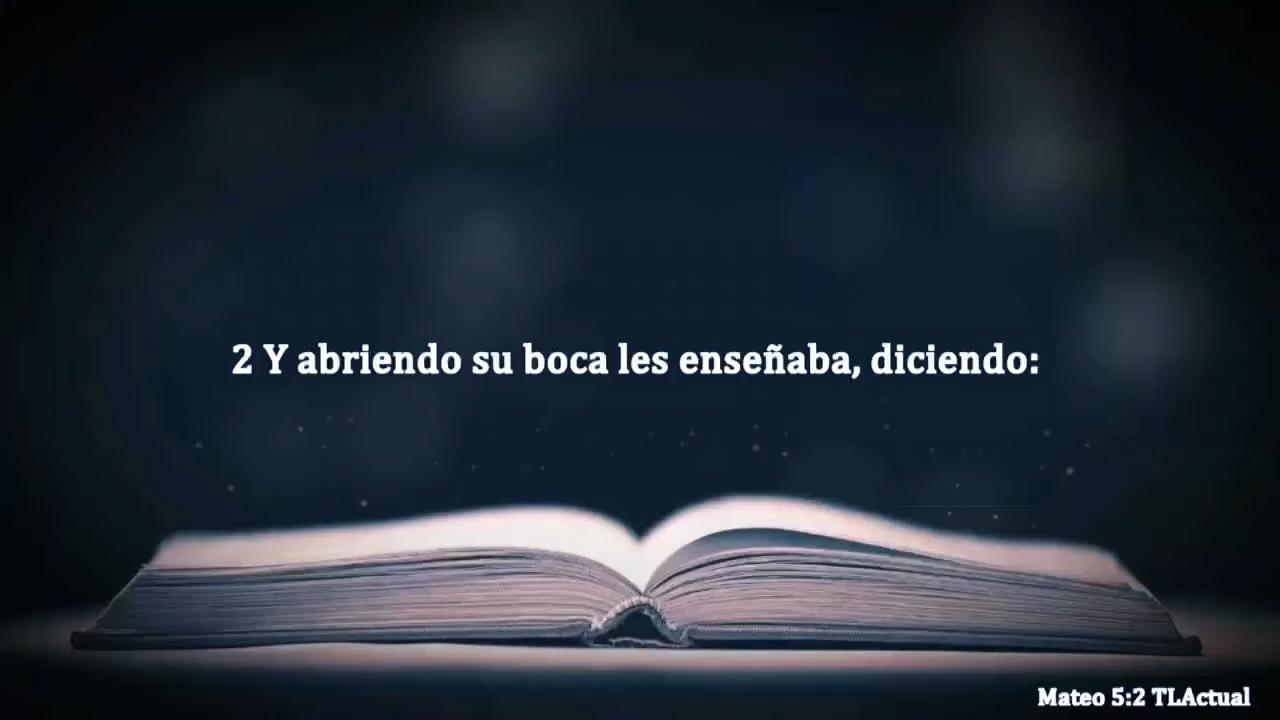 2 Y abriendo su boca les enseñaba, diciendo:
Mateo 5:2 TLActual